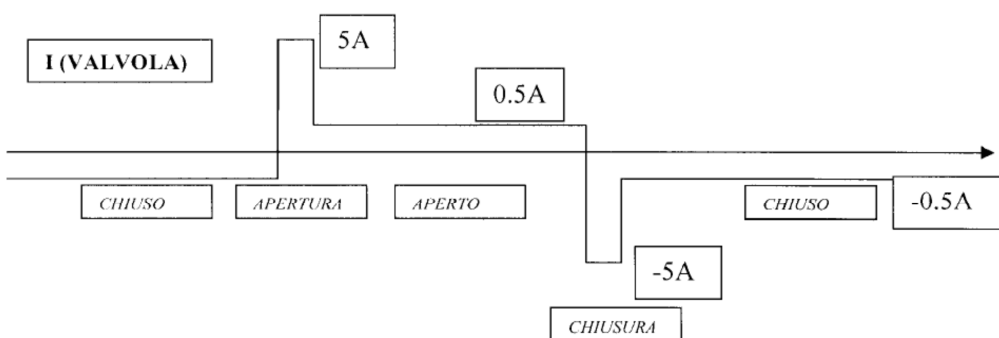 5A
I (VALVOLA)
0.5A
CHIUSO
APERTURA
APERTO
CHIUSO
-0.5A
-5A
CHIUSURA